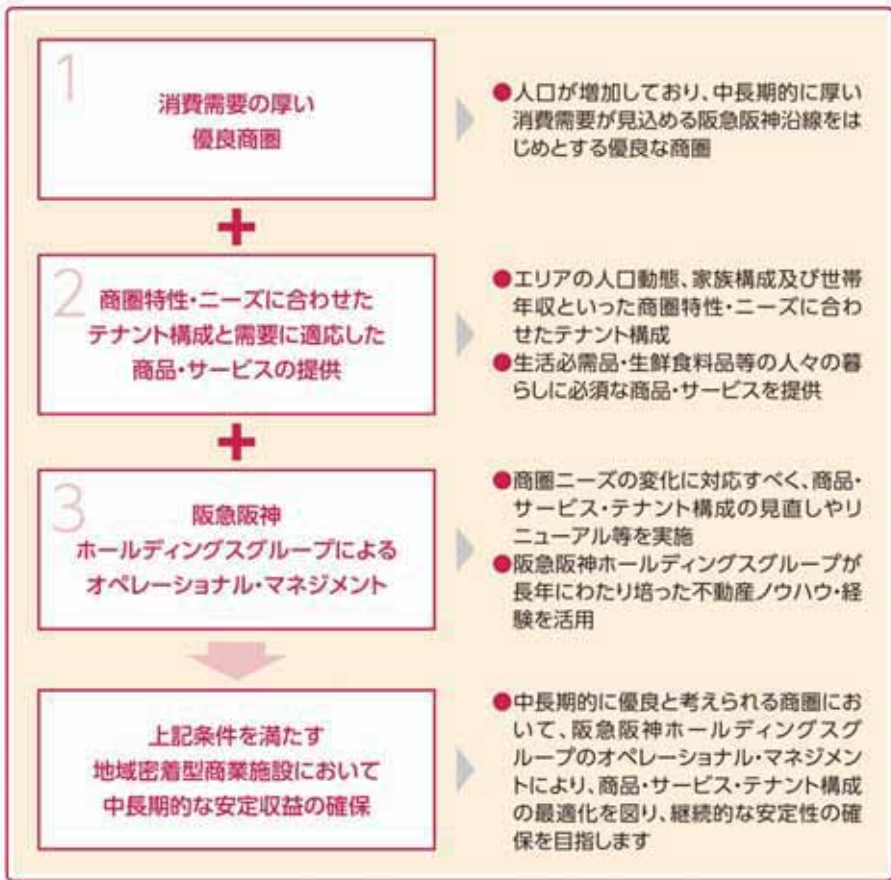 1
消費需要の厚い
優良商圏
●人口が増加しており、中長期的に厚い
消費需要が見込める阪急阪神沿線をは
じめとする優良な商圏
+
2
商圏特性・ニーズに合わせた
テナント構成と需要に適応した
商品・サービスの提供
●エリアの人口動態、家族構成及び世帯
年収といった商圏特性・ニーズに合わ
せたテナント構成
●生活必需品・生鮮食料品等の人々の暮
らしに必須な商品・サービスを提供
+
3
阪急阪神
ホールディングスグループによる
オペレーショナル・マネジメント
●商圏ニーズの変化に対応すべく、商品・
サービス・テナント構成の見直しやリ
ニューアル等を実施
●阪急阪神ホールディングスグループが
長年にわたり培った不動産ノウハウ・経
験を活用
上記条件を満たす
地域密着型商業施設において
中長期的な安定収益の確保
●中長期的に優良と考えられる商圏にお
いて、阪急阪神ホールディングスグ
ループのオペレーショナル・マネジメン
トにより、商品・サービス・テナント構成
の最適化を図り、継続的な安定性の確
保を目指します